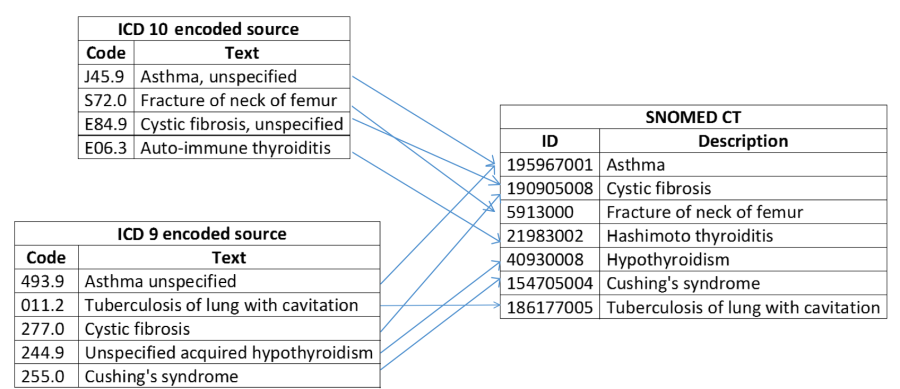 ICD 10 encoded source
Code Text
J45.9 Asthma, unspecified
S72.0 Fracture of neck of femur
E84.9 Cystic fibrosis, unspecified
E06.3 Auto-immune thyroiditis
ICD 9 encoded source
Code Text
493.9 Asthma unspecified
011.2 Tuberculosis of lung with cavitation
277.0 Cystic fibrosis
244.9 Unspecified acquired hypothyroidism
255.0 Cushing's syndrome
SNOMED CT
ID Description
195967001 Asthma
190905008 Cystic fibrosis
5913000 Fracture of neck of femur
21983002 Hashimoto thyroiditis
40930008 Hypothyroidism
154705004 Cushing's syndrome
186177005 Tuberculosis of lung with cavitation